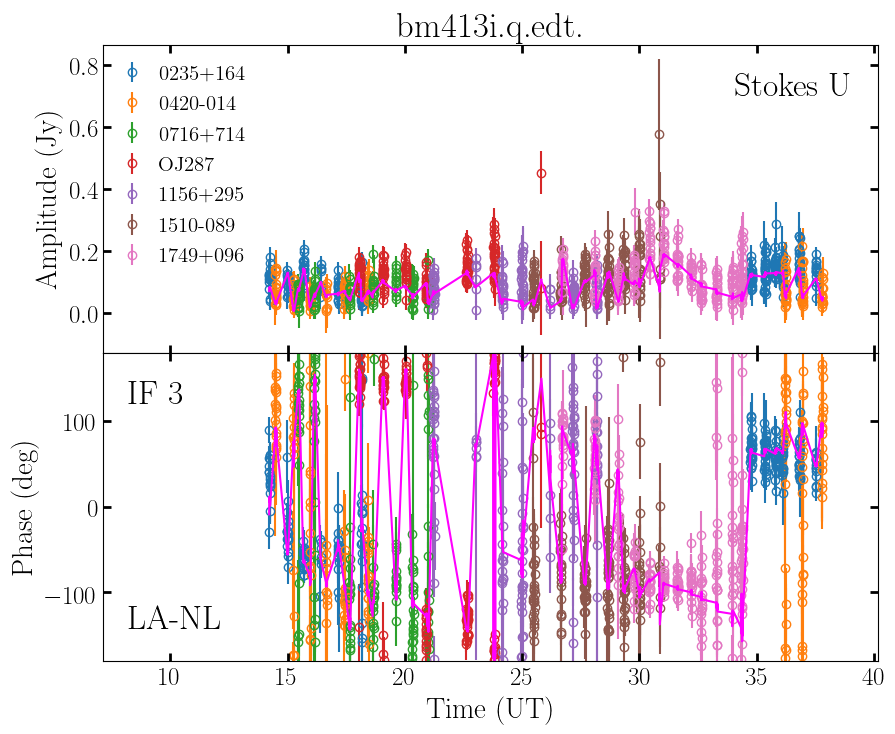 bm413i.q.edt.
Stokes U
0235+164
0420-014
0716+714
OJ287
1156+295
1510-089
1749+096
Amplitude (Jy)
0.8
0.6
0.4
0.2
0.0
IF 3
LA-NL
Phase (deg)
100
0
−100
10 15 20 25 30 35 40
Time (UT)